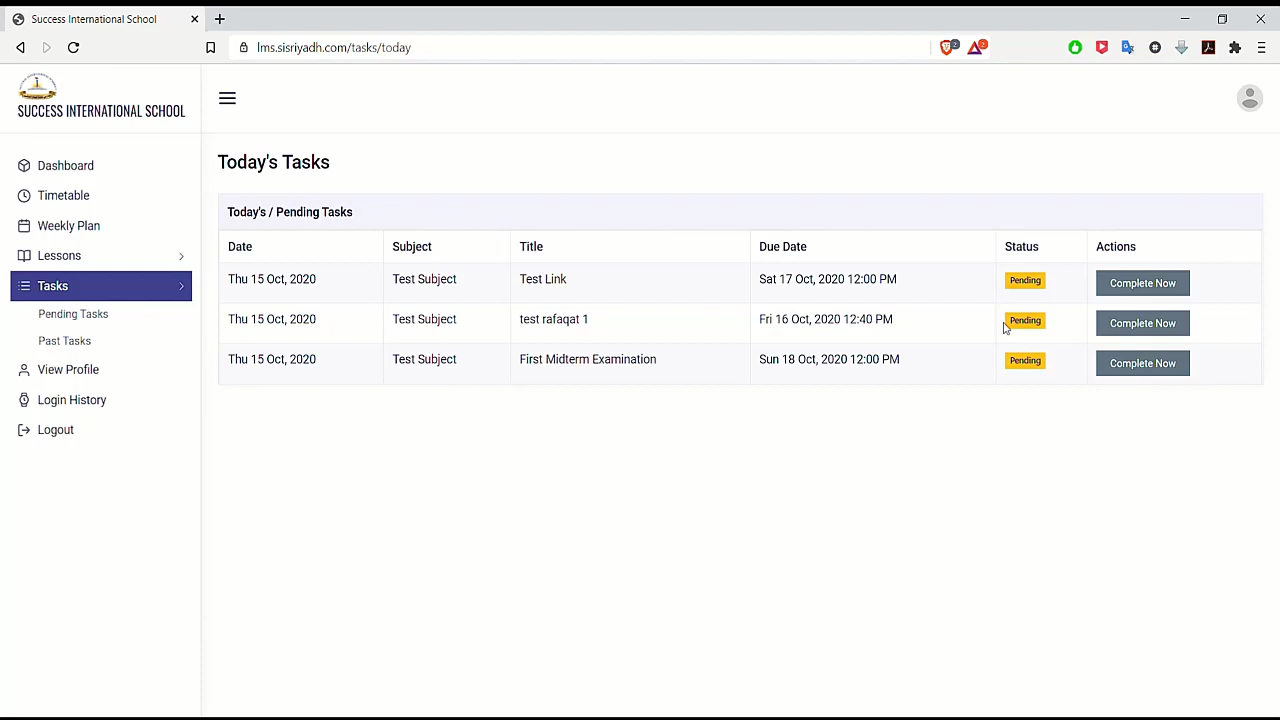 Success International School
lms.sisriyadh.com/tasks/today
2
2
SUCCESS INTERNATIONAL SCHOOL
Dashboard
Timetable
Weekly Plan
Lessons
Tasks
Pending Tasks
Past Tasks
View Profile
Login History
Logout
Today's Tasks
Today's / Pending Tasks
Date Subject Title Due Date Status Actions
Thu 15 Oct, 2020 Test Subject Test Link Sat 17 Oct, 2020 12:00 PM Pending Complete Now
Thu 15 Oct, 2020 Test Subject test rafaqat 1 Fri 16 Oct, 2020 12:40 PM Pending Complete Now
Thu 15 Oct, 2020 Test Subject First Midterm Examination Sun 18 Oct, 2020 12:00 PM Pending Complete Now